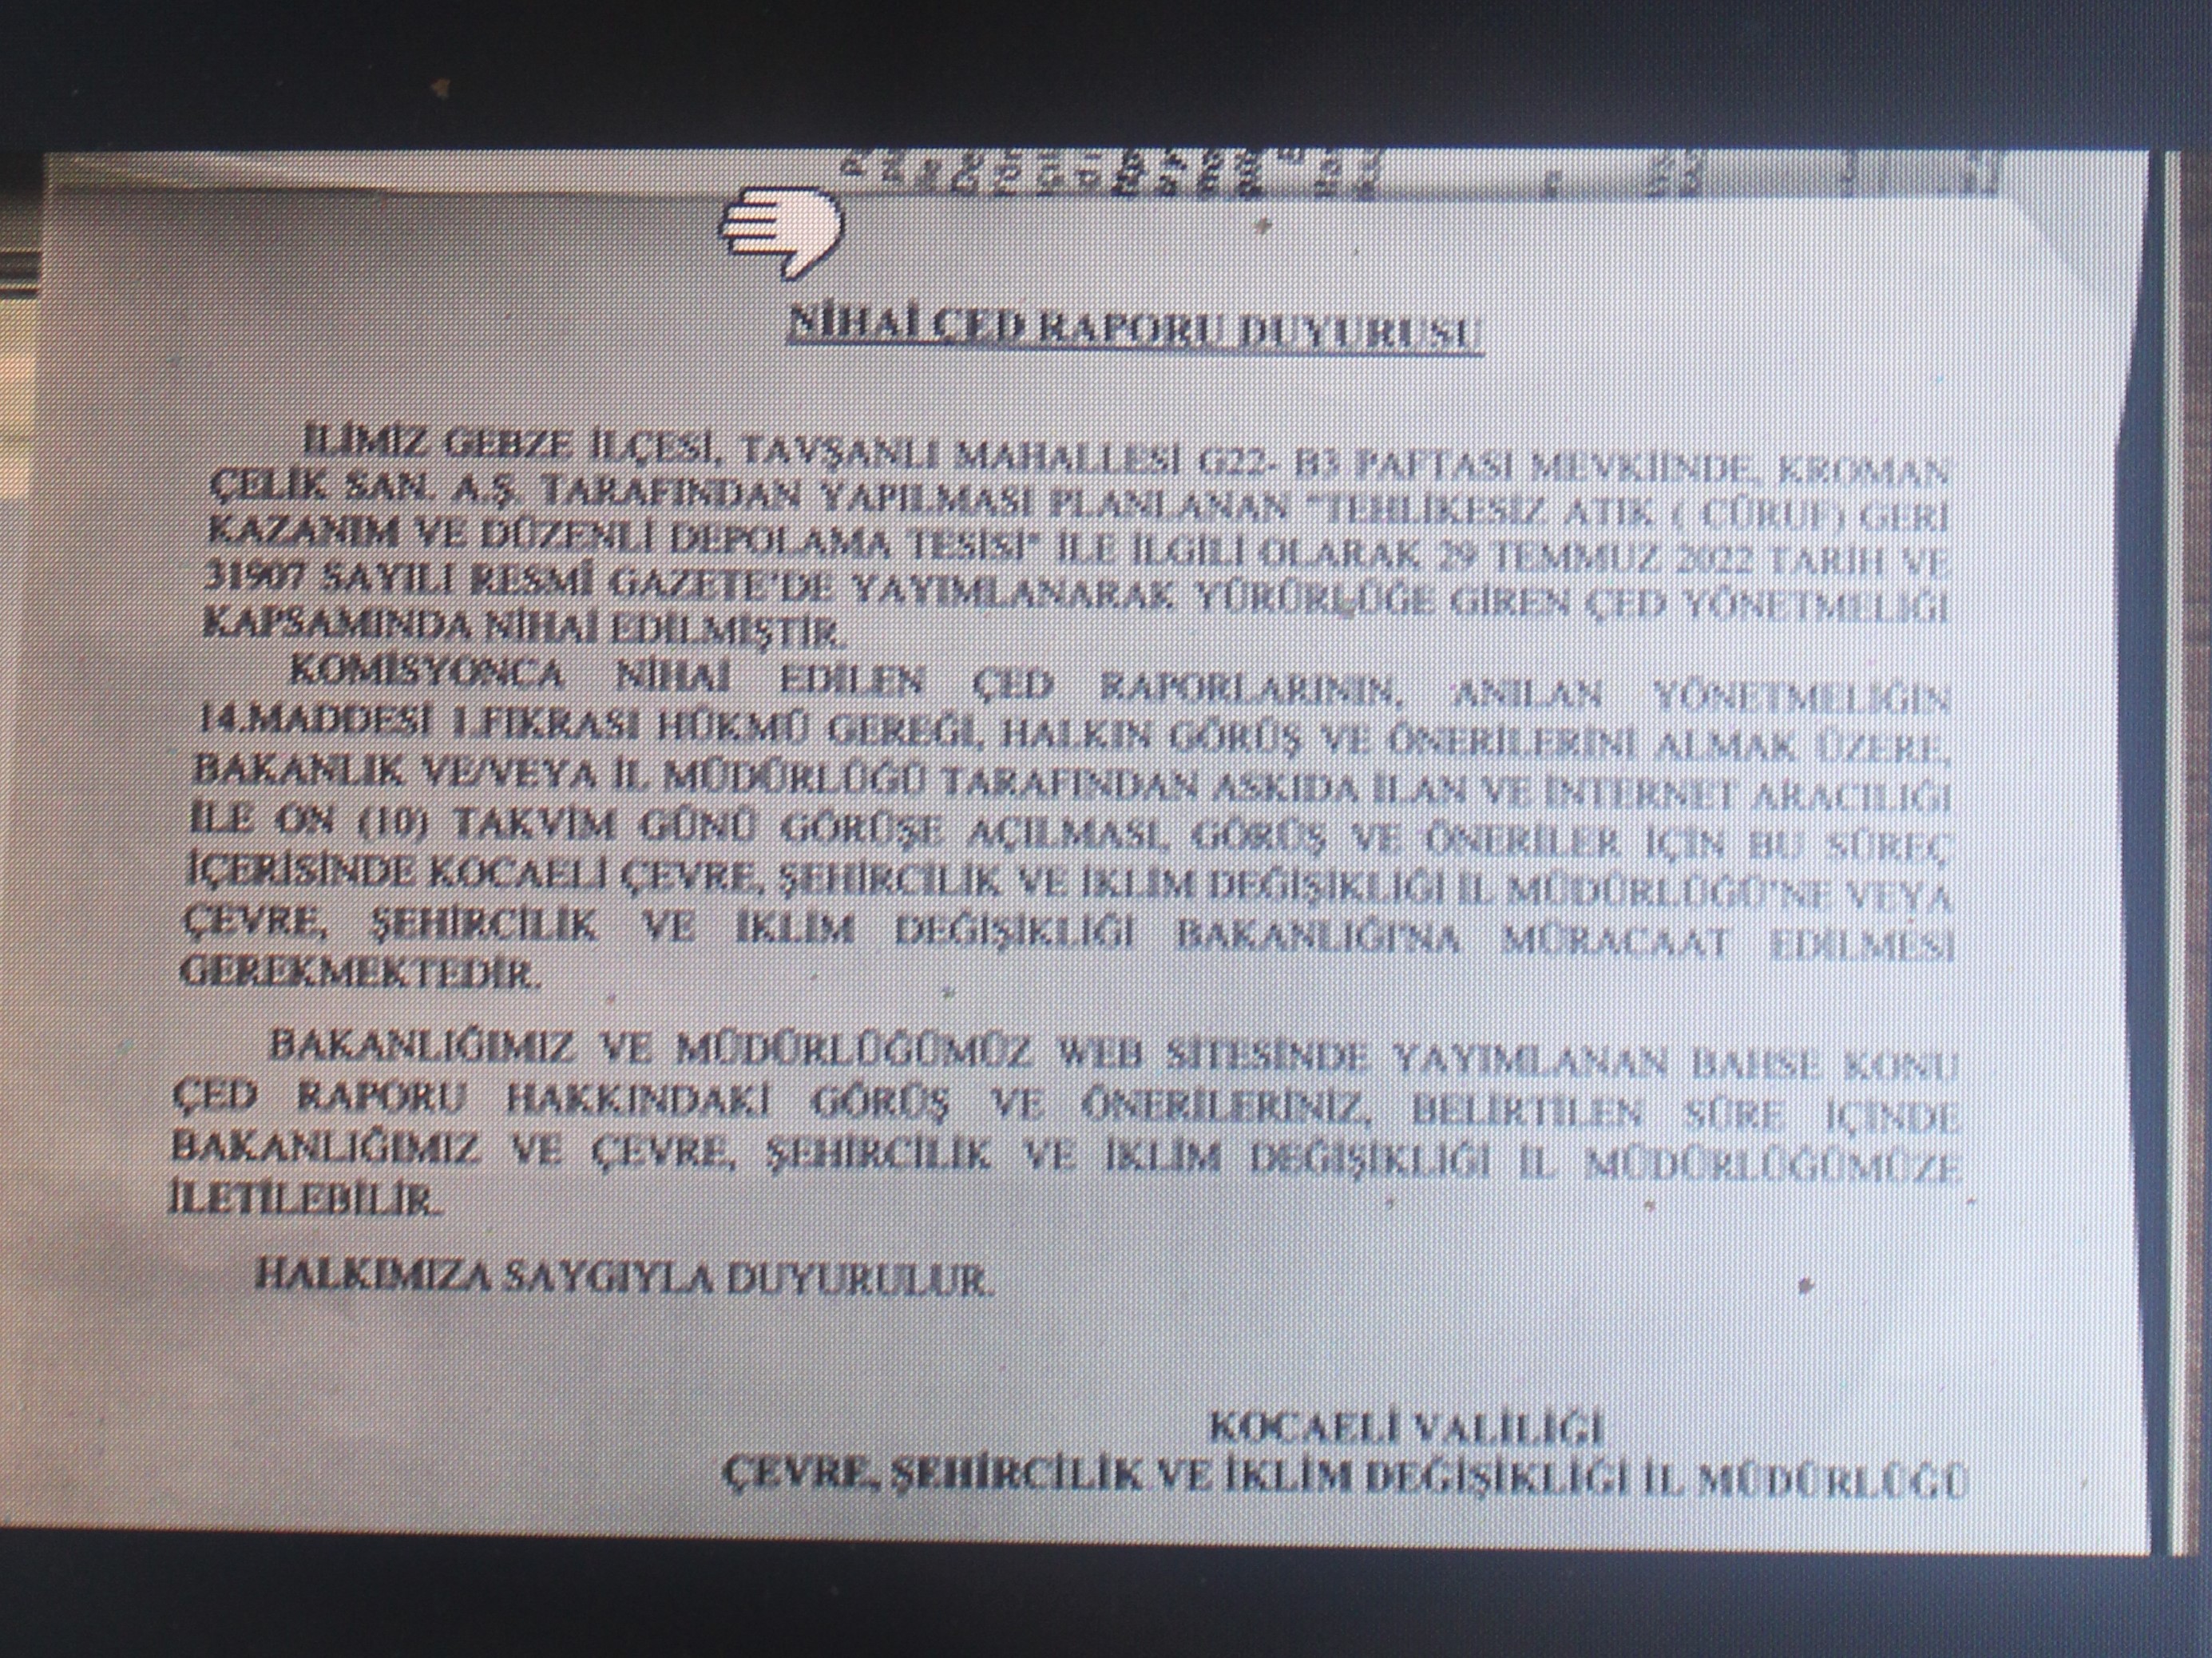 NİHAİ ÇED RAPORU DUYURUSU
İLİMİZ GEBZE İLÇESİ, TAVŞANLI MAHALLESİ G22- B3 PAFTASI MEVKİİNDE, KROMAN
ÇELİK SAN. A.Ş. TARAFINDAN YAPILMASI PLANLANAN "TEHLİKESİZ ATIK ( CÜRUF) GERİ
KAZANIM VE DÜZENLİ DEPOLAMA TESİSİ" İLE İLGİLİ OLARAK 29 TEMMUZ 2022 TARİH VE
31907 SAYILI RESMİ GAZETE'DE YAYIMLANARAK YÜRÜRLÜĞE GİREN ÇED YÖNETMELİĞİ
KAPSAMINDA NİHAİ EDİLMİŞTİR.
KOMİSYONCA NİHAİ EDİLEN ÇED RAPORLARININ, ANILAN YÖNETMELİĞİN
14.MADDESİ 1.FIKRASI HÜKMÜ GEREĞİ, HALKIN GÖRÜŞ VE ÖNERİLERİNİ ALMAK ÜZERE,
BAKANLIK VE/VEYA İL MÜDÜRLÜĞÜ TARAFINDAN ASKIDA İLAN VE İNTERNET ARACILIĞI
İLE ON (10) TAKVİM GÜNÜ GÖRÜŞE AÇILMASI, GÖRÜŞ VE ÖNERİLER İÇİN BU SÜREÇ
İÇERİSİNDE KOCAELİ ÇEVRE, ŞEHİRCİLİK VE İKLİM DEĞİŞİKLİĞİ İL MÜDÜRLÜĞÜ'NE VEYA
ÇEVRE, ŞEHİRCİLİK VE İKLİM DEĞİŞİKLİĞİ BAKANLIĞI'NA MÜRACAAT EDİLMESİ
GEREKMEKTEDİR.
BAKANLIĞIMIZ VE MÜDÜRLÜĞÜMÜZ WEB SİTESİNDE YAYIMLANAN BAHSE KONU
ÇED RAPORU HAKKINDAKİ GÖRÜŞ VE ÖNERİLERİNİZ, BELİRTİLEN SÜRE İÇİNDE
BAKANLIĞIMIZ VE ÇEVRE, ŞEHİRCİLİK VE İKLİM DEĞİŞİKLİĞİ İL MÜDÜRLÜĞÜMÜZE
İLETİLEBİLİR.
HALKIMIZA SAYGIYLA DUYURULUR.
KOCAELİ VALİLİĞİ
ÇEVRE, ŞEHİRCİLİK VE İKLİM DEĞİŞİKLİĞİ İL MÜDÜRLÜĞÜ